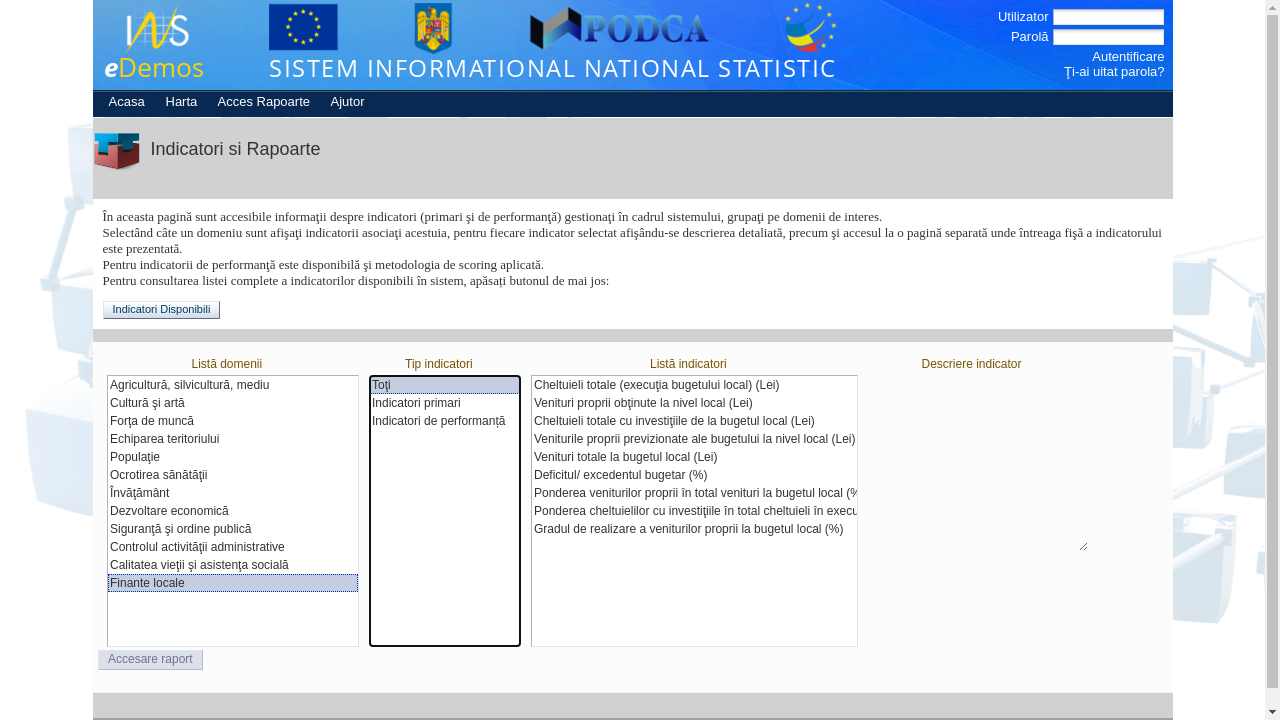 INS
eDemos
PODCA
SISTEM INFORMATIONAL NATIONAL STATISTIC
Utilizator
Parolă
Autentificare
Ţi-ai uitat parola?
Acasa Harta Acces Rapoarte Ajutor
Indicatori si Rapoarte
În aceasta pagină sunt accesibile informaţii despre indicatori (primari şi de performanţă) gestionaţi în cadrul sistemului, grupaţi pe domenii de interes.
Selectând câte un domeniu sunt afişaţi indicatorii asociaţi acestuia, pentru fiecare indicator selectat afişându-se descrierea detaliată, precum şi accesul la o pagină separată unde întreaga fişă a indicatorului
este prezentată.
Pentru indicatorii de performanţă este disponibilă şi metodologia de scoring aplicată.
Pentru consultarea listei complete a indicatorilor disponibili în sistem, apăsați butonul de mai jos:
Indicatori Disponibili
Listă domenii
Agricultură, silvicultură, mediu
Cultură şi artă
Forţa de muncă
Echiparea teritoriului
Populaţie
Ocrotirea sănătăţii
Învăţământ
Dezvoltare economică
Siguranţă şi ordine publică
Controlul activităţii administrative
Calitatea vieţii şi asistenţa socială
Finante locale
Tip indicatori
Toţi
Indicatori primari
Indicatori de performanță
Listă indicatori
Cheltuieli totale (execuţia bugetului local) (Lei)
Venituri proprii obţinute la nivel local (Lei)
Cheltuieli totale cu investiţiile de la bugetul local (Lei)
Veniturile proprii previzionate ale bugetului la nivel local (Lei)
Venituri totale la bugetul local (Lei)
Deficitul/ excedentul bugetar (%)
Ponderea veniturilor proprii în total venituri la bugetul local (%
Ponderea cheltuielilor cu investiţiile în total cheltuieli în execu
Gradul de realizare a veniturilor proprii la bugetul local (%)
Descriere indicator
Accesare raport